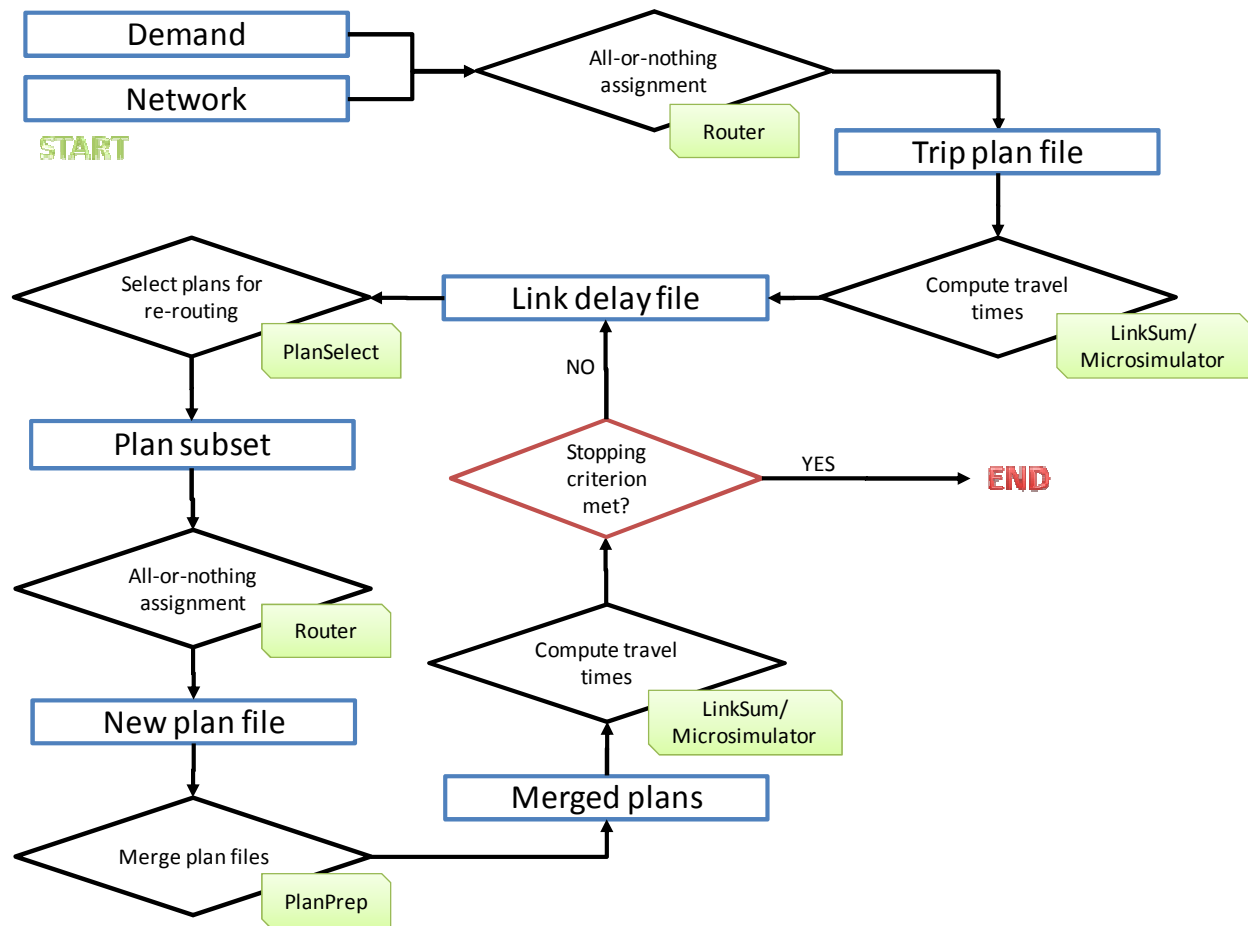 Demand
Network
START
All-or-nothing
assignment
Router
Trip plan file
Compute travel
times
LinkSum/
Microsimulator
Link delay file
Select plans for
re-routing
PlanSelect
Plan subset
All-or-nothing
assignment
Router
New plan file
Merge plan files
PlanPrep
Merged plans
Compute travel
times
LinkSum/
Microsimulator
Stopping
criterion
met?
NO
YES
END